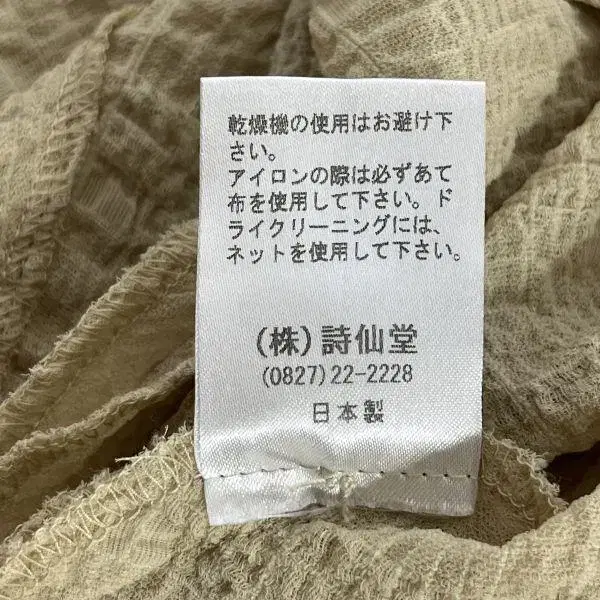 乾燥機の使用はお避け下
さい。
アイロンの際は必ずあて
布を使用して下さい。ド
ライクリーニングには、
ネットを使用して下さい。
(株)詩仙堂
(0827)22-2228
日本製